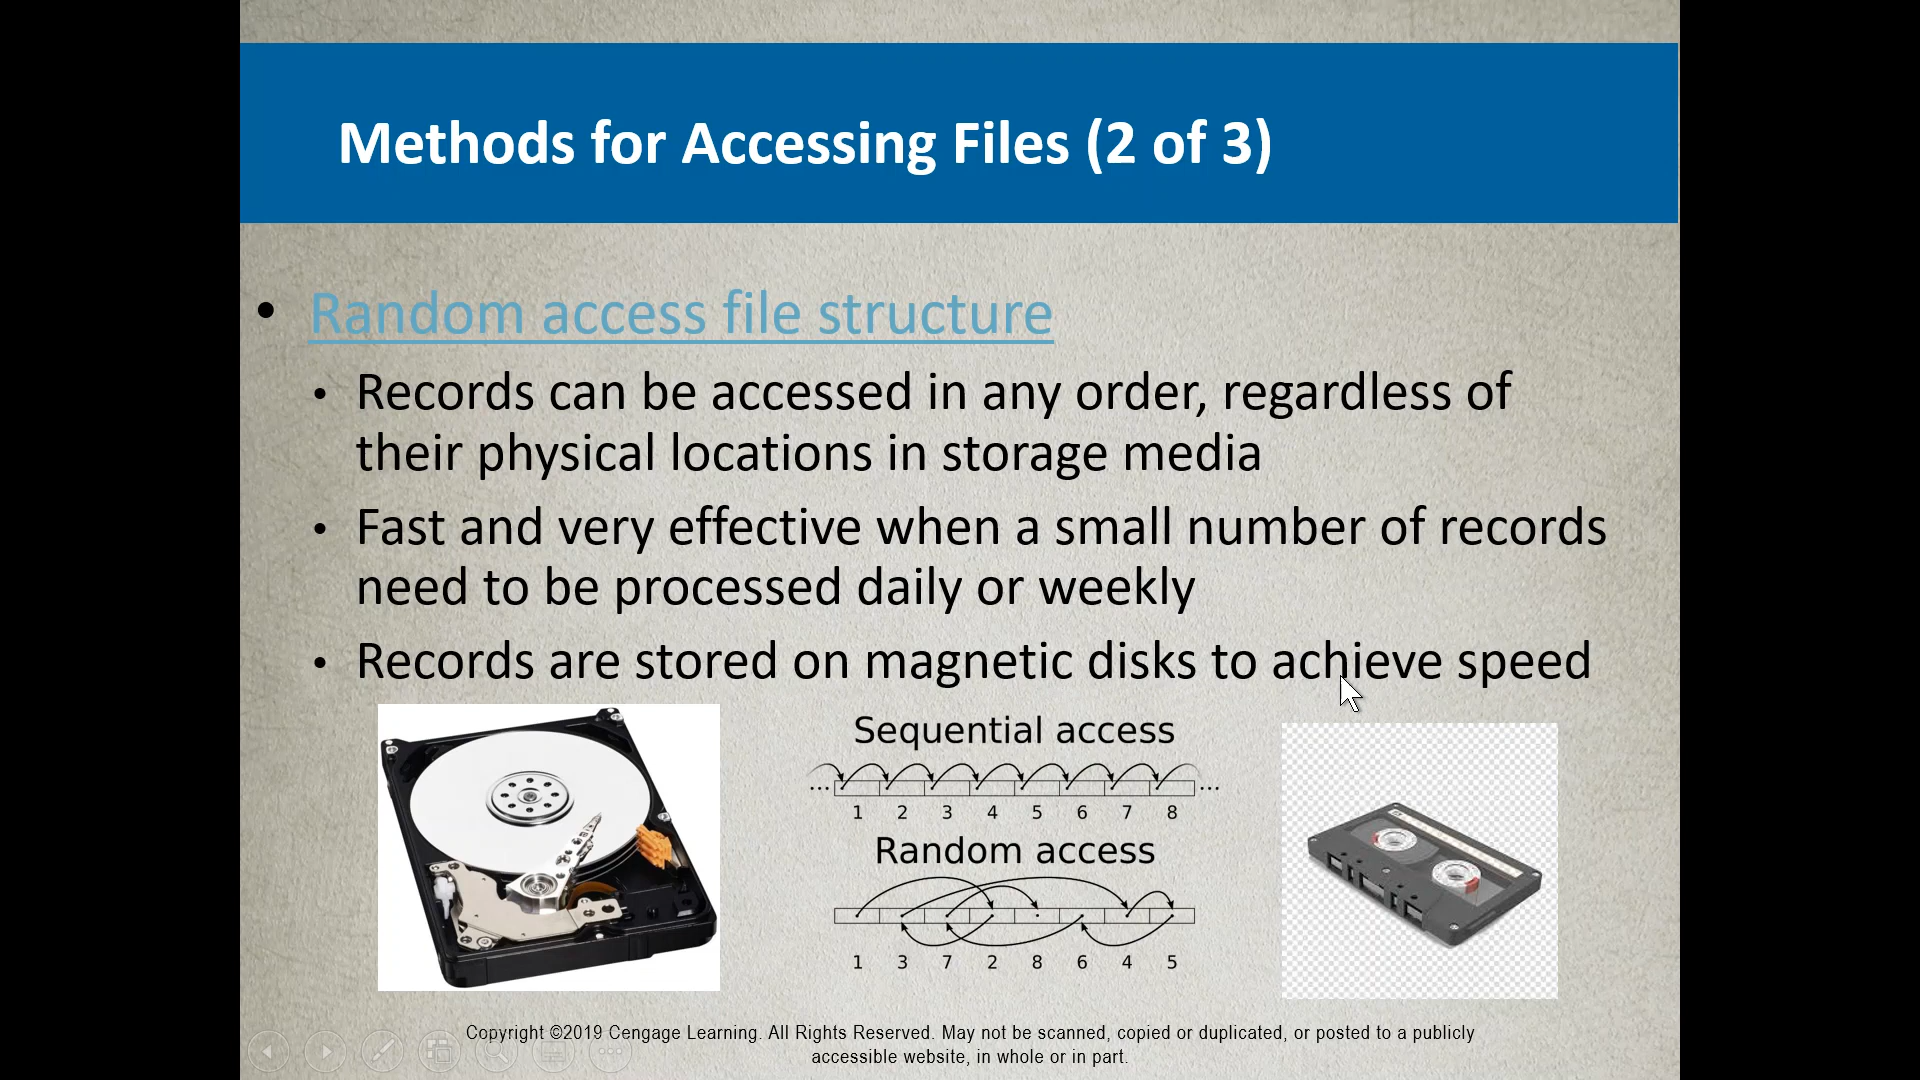 Methods for Accessing Files (2 of 3)
• Random access file structure
• Records can be accessed in any order, regardless of
their physical locations in storage media
• Fast and very effective when a small number of records
need to be processed daily or weekly
• Records are stored on magnetic disks to achieve speed
Sequential access
... ...
1 2 3 4 5 6 7 8
Random access
1 3 7 2 8 6 4 5
Copyright ©2019 Cengage Learning. All Rights Reserved. May not be scanned, copied or duplicated, or posted to a publicly
accessible website, in whole or in part.